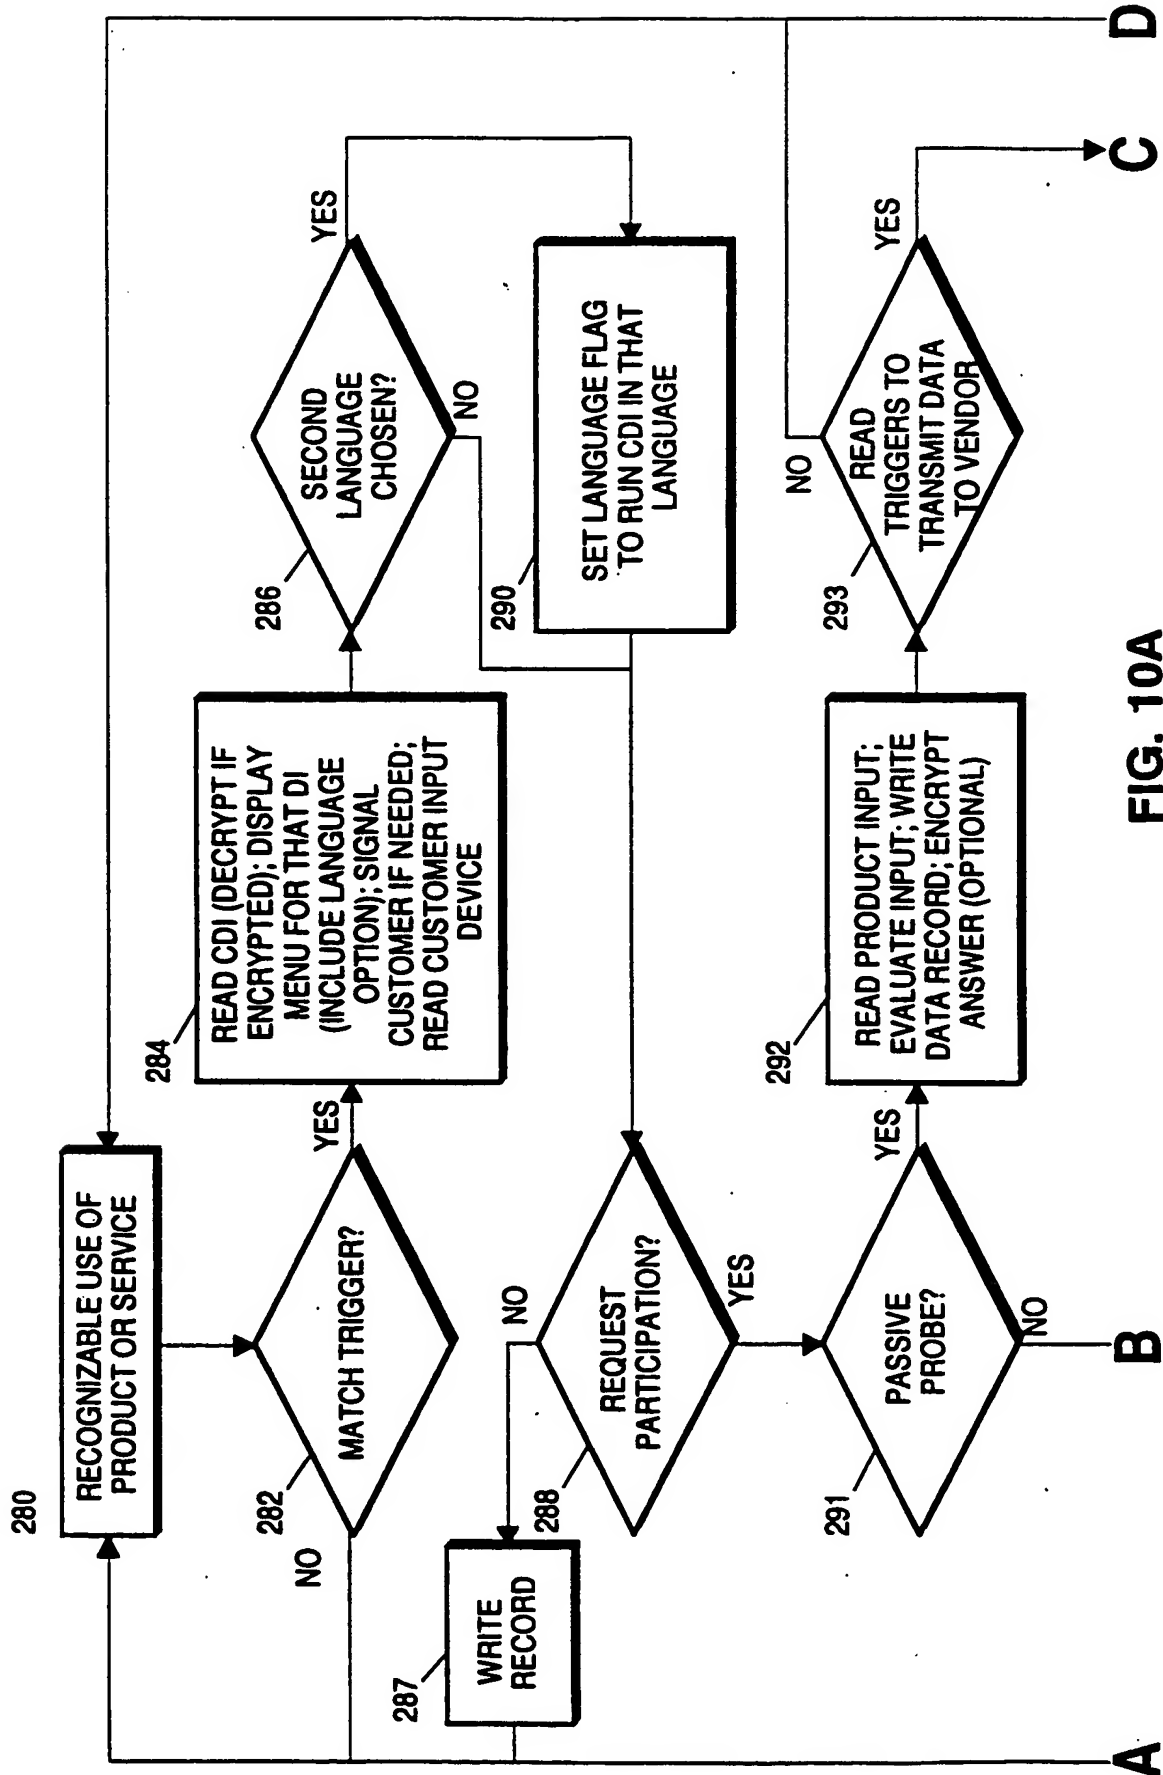 280
RECOGNIZABLE USE OF
PRODUCT OR SERVICE
282
MATCH TRIGGER?
NO
YES
284
READ CDI (DECRYPT IF
ENCRYPTED); DISPLAY
MENU FOR THAT DI
(INCLUDE LANGUAGE
OPTION); SIGNAL
CUSTOMER IF NEEDED;
READ CUSTOMER INPUT
DEVICE
286
SECOND
LANGUAGE
CHOSEN?
YES
NO
287
WRITE
RECORD
288
REQUEST
PARTICIPATION?
NO
YES
290
SET LANGUAGE FLAG
TO RUN CDI IN THAT
LANGUAGE
291
PASSIVE
PROBE?
YES
NO
292
READ PRODUCT INPUT;
EVALUATE INPUT; WRITE
DATA RECORD; ENCRYPT
ANSWER (OPTIONAL)
293
READ
TRIGGERS TO
TRANSMIT DATA
TO VENDOR
NO
YES
A
B
C
D
FIG. 10A